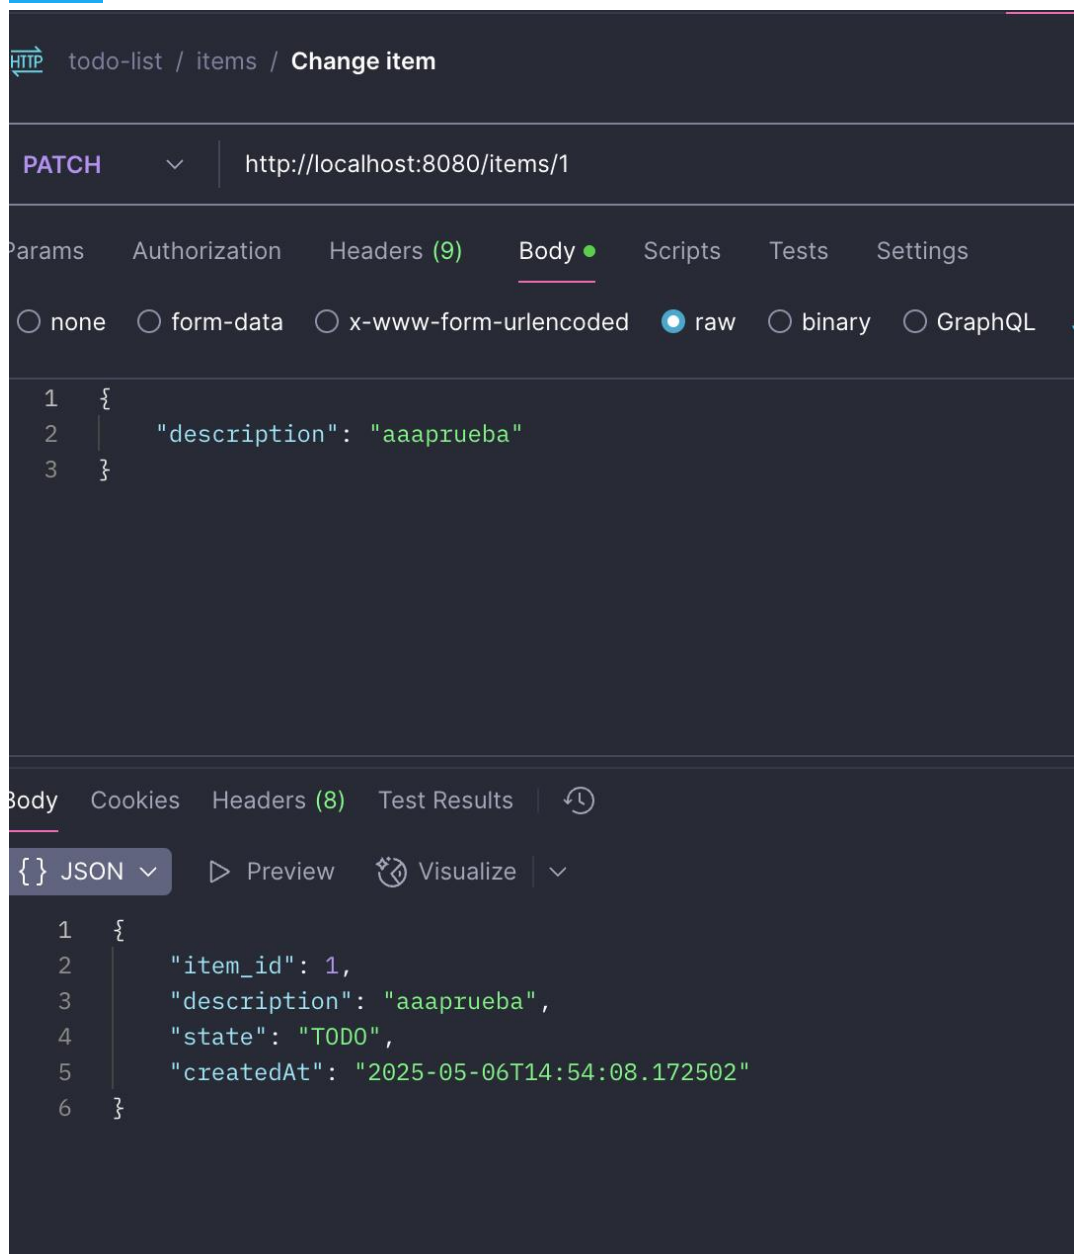 HTTP todo-list / items / Change item
PATCH http://localhost:8080/items/1
Params Authorization Headers (9) Body Scripts Tests Settings
none form-data x-www-form-urlencoded raw binary GraphQL
1 {
2 "description": "aaaprueba"
3 }
Body Cookies Headers (8) Test Results
{} JSON Preview Visualize
1 {
2 "item_id": 1,
3 "description": "aaaprueba",
4 "state": "TODO",
5 "createdAt": "2025-05-06T14:54:08.172502"
6 }